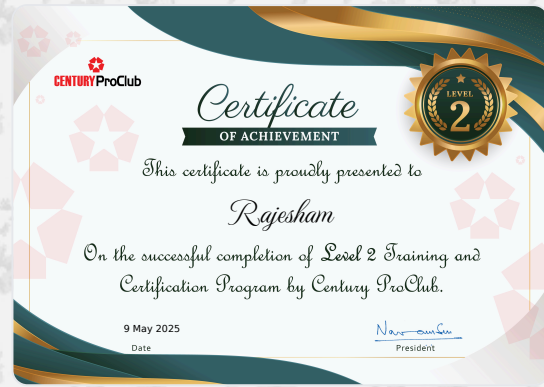 CENTURY ProClub
Certificate
OF ACHIEVEMENT
LEVEL
2
This certificate is proudly presented to
Rajesham
On the successful completion of Level 2 Training and
Certification Program by Century ProClub.
9 May 2025
Date
President